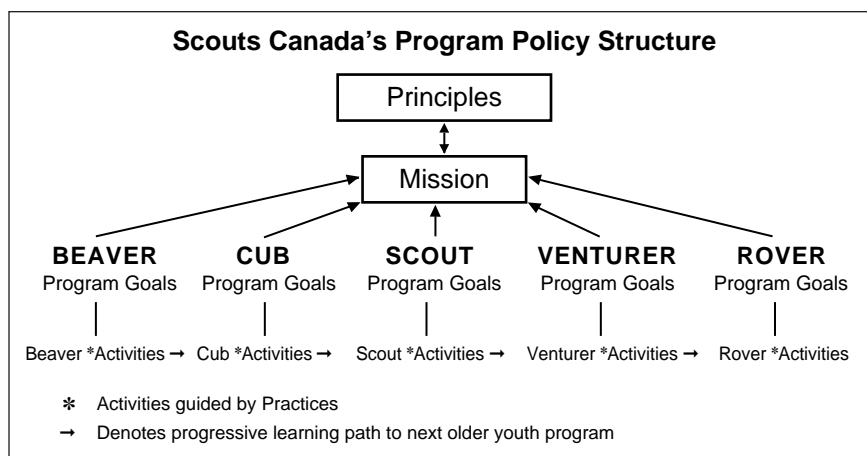 Scouts Canada’s Program Policy Structure
Principles
Mission
BEAVER CUB SCOUT VENTURER ROVER
Program Goals Program Goals Program Goals Program Goals Program Goals
Beaver *Activities → Cub *Activities → Scout *Activities → Venturer *Activities → Rover *Activities
* Activities guided by Practices
→ Denotes progressive learning path to next older youth program